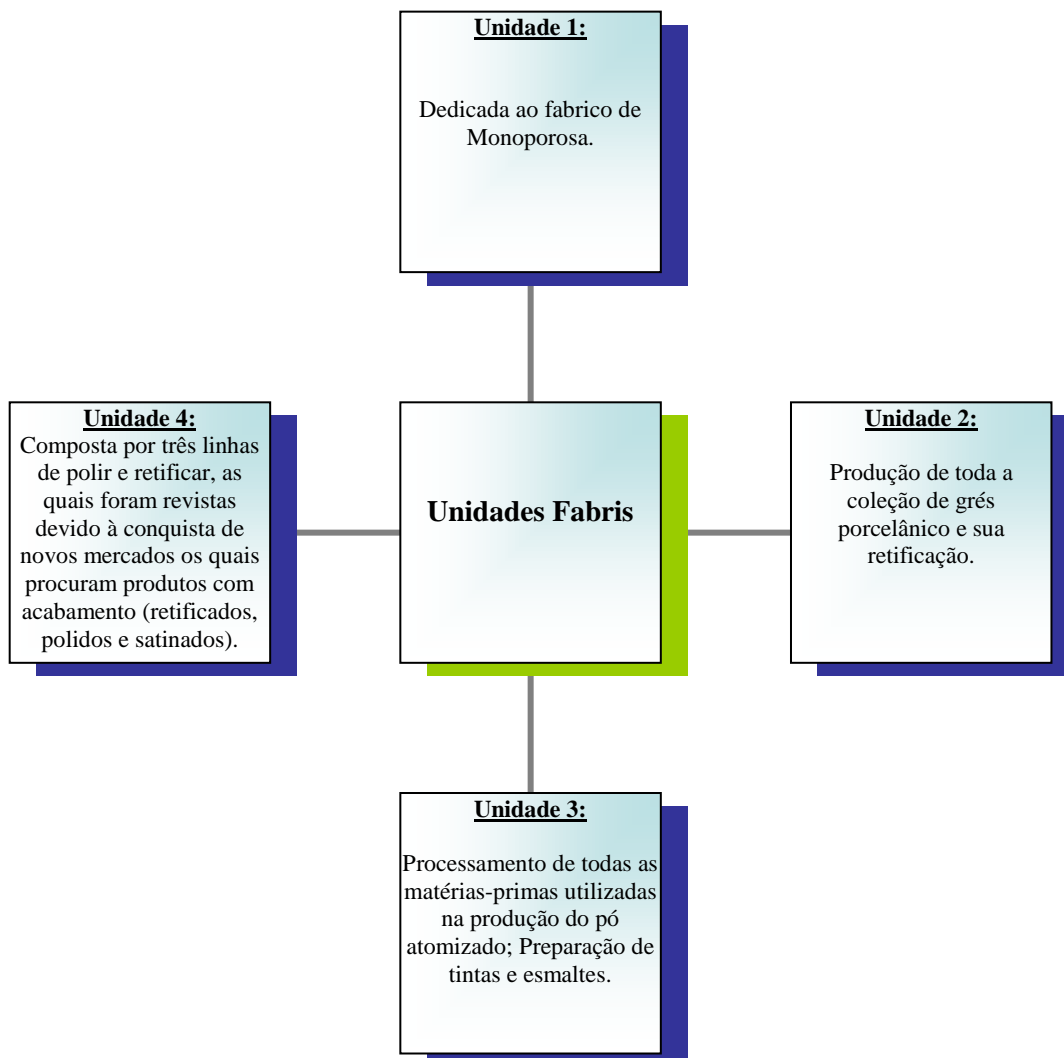 Unidade 1:
Dedicada ao fabrico de
Monoporosa.
Unidade 4:
Composta por três linhas
de polir e retificar, as
quais foram revistas
devido à conquista de
novos mercados os quais
procuram produtos com
acabamento (retificados,
polidos e satinados).
Unidades Fabris
Unidade 2:
Produção de toda a
coleção de grés
porcelânico e sua
retificação.
Unidade 3:
Processamento de todas as
matérias-primas utilizadas
na produção do pó
atomizado; Preparação de
tintas e esmaltes.